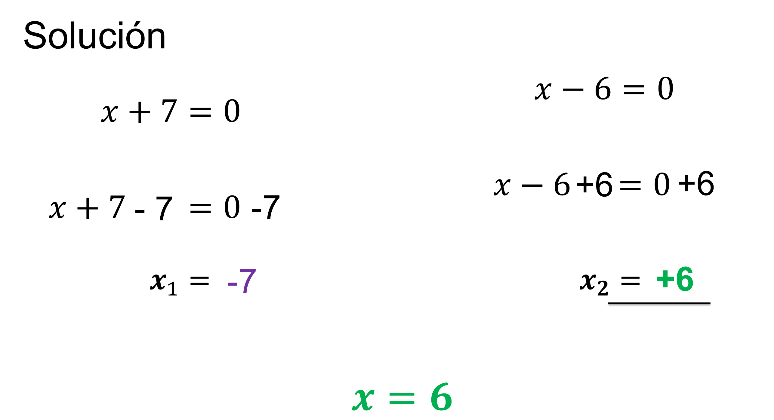 Solución
x + 7 = 0
x + 7 - 7 = 0 -7
x₁ = -7
x − 6 = 0
x − 6 +6 = 0 +6
x₂ = +6
x = 6